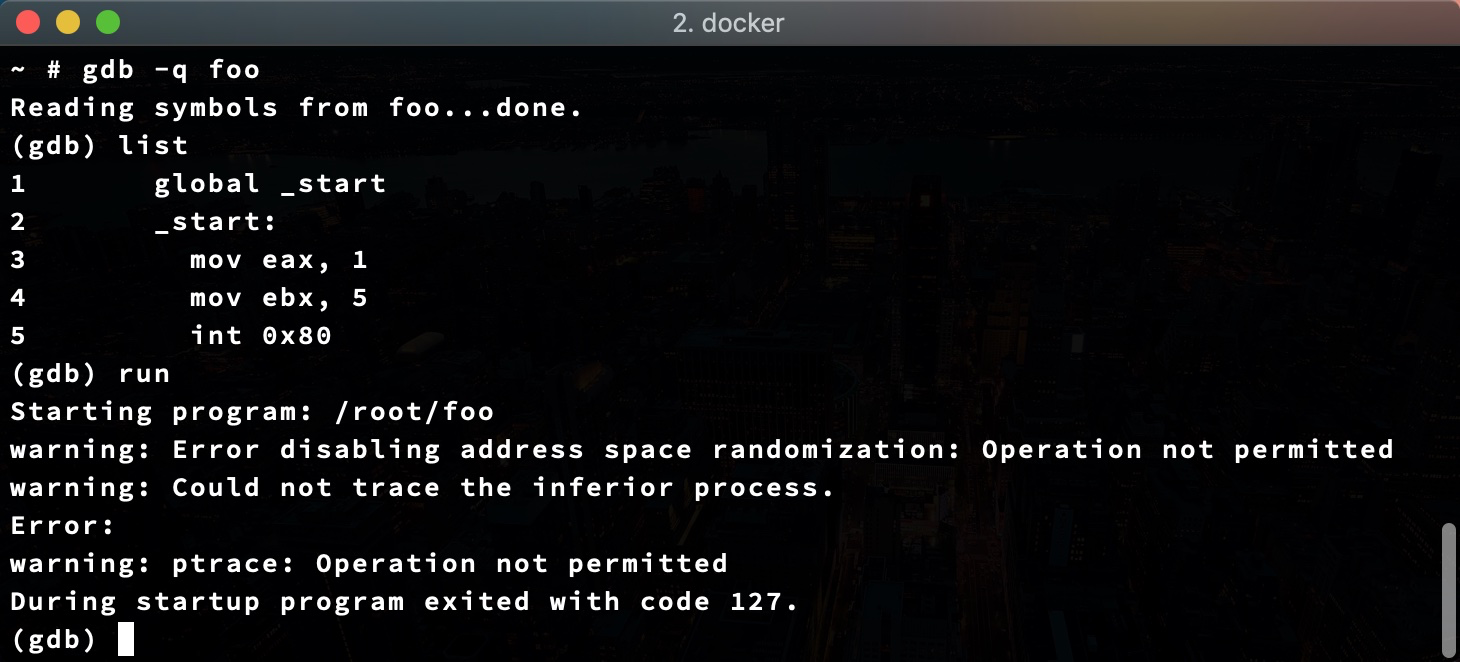 2. docker
~ # gdb -q foo
Reading symbols from foo...done.
(gdb) list
1       global _start
2       _start:
3         mov eax, 1
4         mov ebx, 5
5         int 0x80
(gdb) run
Starting program: /root/foo
warning: Error disabling address space randomization: Operation not permitted
warning: Could not trace the inferior process.
Error:
warning: ptrace: Operation not permitted
During startup program exited with code 127.
(gdb)